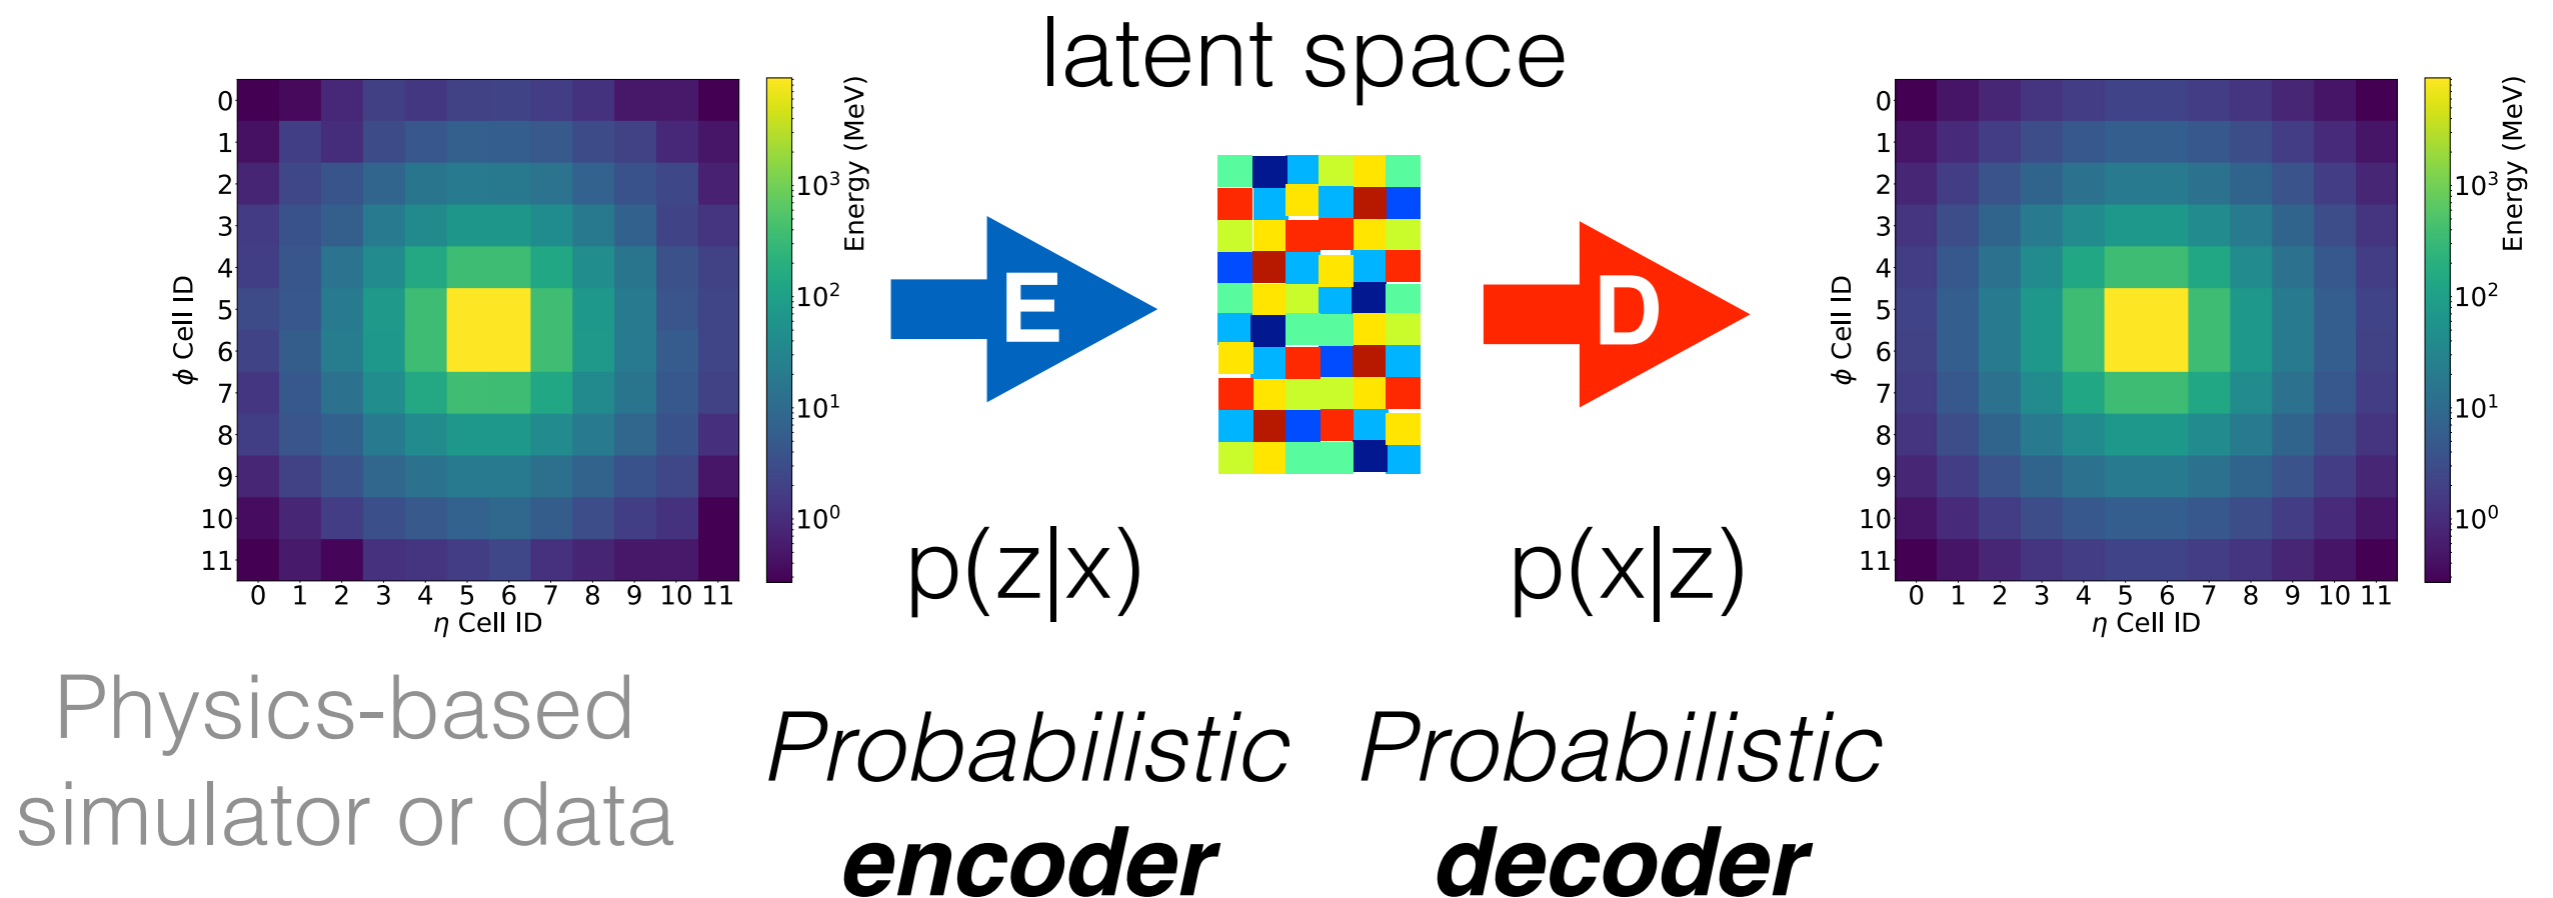 latent space
0
1
2
3
4
5
6
7
8
9
10
11
ϕ Cell ID
0 1 2 3 4 5 6 7 8 9 10 11
η Cell ID
10³
10²
10¹
10⁰
Energy (MeV)
E
D
p(z|x)
p(x|z)
0
1
2
3
4
5
6
7
8
9
10
11
ϕ Cell ID
0 1 2 3 4 5 6 7 8 9 10 11
η Cell ID
10³
10²
10¹
10⁰
Energy (MeV)
Physics-based
simulator or data
Probabilistic
encoder
Probabilistic
decoder